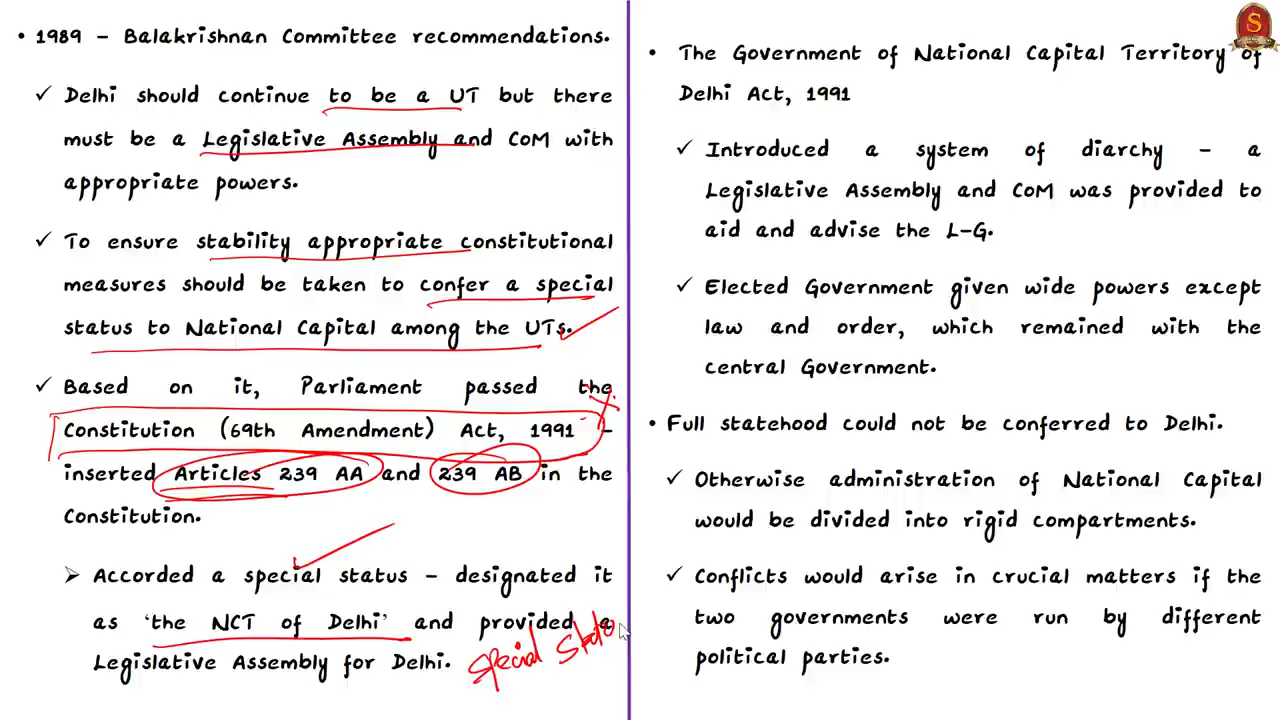 • 1989 – Balakrishnan Committee recommendations.
✓ Delhi should continue to be a UT but there
must be a Legislative Assembly and CoM with
appropriate powers.
✓ To ensure stability appropriate constitutional
measures should be taken to confer a special
status to National Capital among the UTs.
✓ Based on it, Parliament passed the
Constitution (69th Amendment) Act, 1991 –
inserted Articles 239 AA and 239 AB in the
Constitution.
➢ Accorded a special status – designated it
as ‘the NCT of Delhi’ and provided a
Legislative Assembly for Delhi.
Special
S
• The Government of National Capital Territory of
Delhi Act, 1991
✓ Introduced a system of diarchy – a
Legislative Assembly and CoM was provided to
aid and advise the L-G.
✓ Elected Government given wide powers except
law and order, which remained with the
central Government.
• Full statehood could not be conferred to Delhi.
✓ Otherwise administration of National Capital
would be divided into rigid compartments.
✓ Conflicts would arise in crucial matters if the
two governments were run by different
political parties.